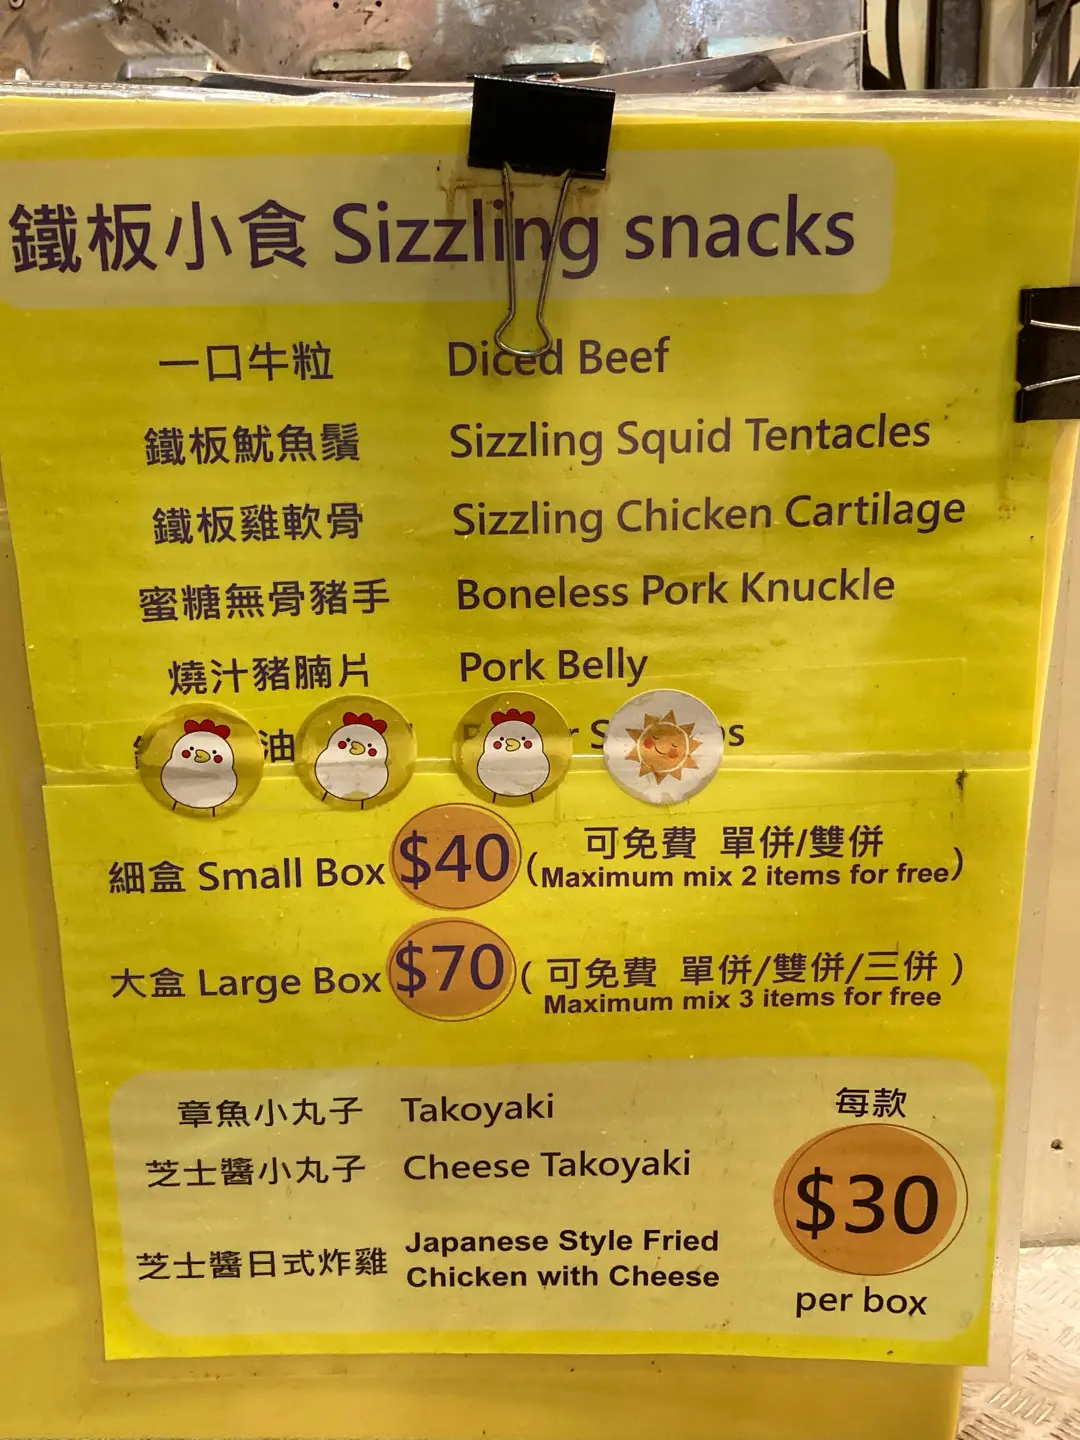 鐵板小食 Sizzling snacks
一口牛粒 Diced Beef
鐵板魷魚鬚 Sizzling Squid Tentacles
鐵板雞軟骨 Sizzling Chicken Cartilage
蜜糖無骨豬手 Boneless Pork Knuckle
燒汁豬腩片 Pork Belly
油
細盒 Small Box $40 (可免費 單併/雙併
Maximum mix 2 items for free)
大盒 Large Box $70 ( 可免費 單併/雙併/三併 )
Maximum mix 3 items for free
章魚小丸子 Takoyaki
芝士醬小丸子 Cheese Takoyaki
芝士醬日式炸雞 Japanese Style Fried
Chicken with Cheese
每款
$30
per box